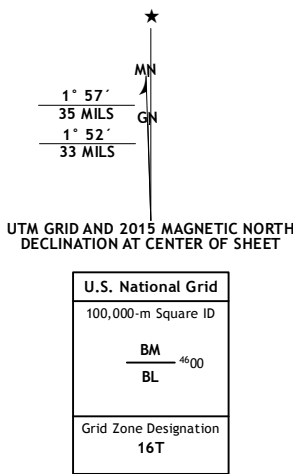 ★
MN
1° 57´
35 MILS
GN
1° 52´
33 MILS
UTM GRID AND 2015 MAGNETIC NORTH
DECLINATION AT CENTER OF SHEET
U.S. National Grid
100,000-m Square ID
BM
⁴⁶00
BL
Grid Zone Designation
16T